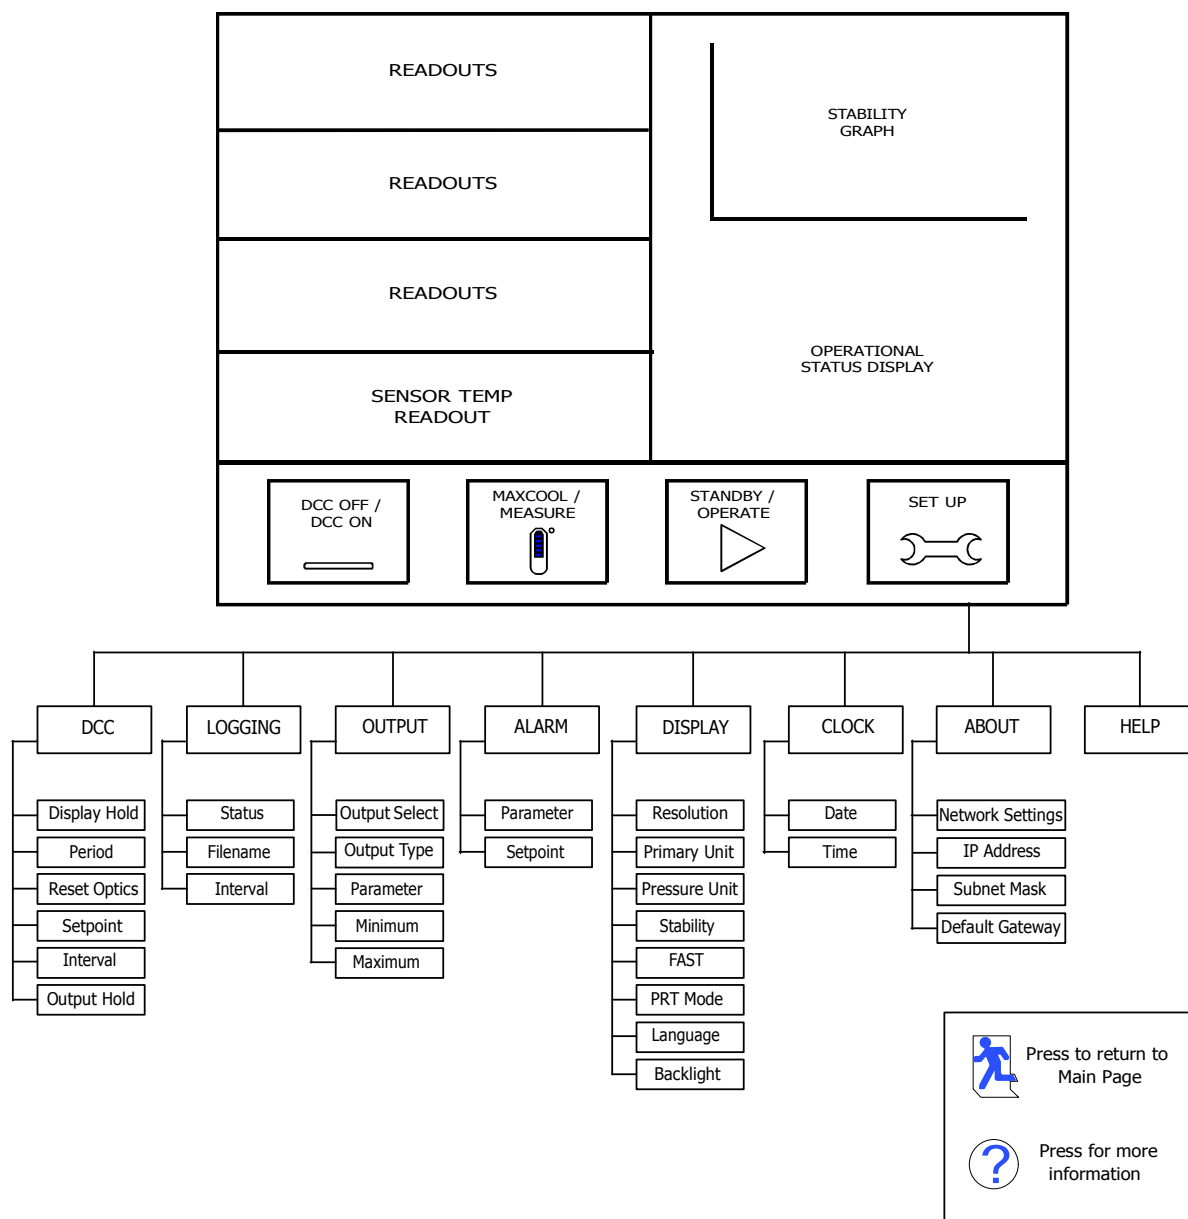 READOUTS
READOUTS
READOUTS
SENSOR TEMP
READOUT
STABILITY
GRAPH
OPERATIONAL
STATUS DISPLAY
DCC OFF /
DCC ON
MAXCOOL /
MEASURE
STANDBY /
OPERATE
SET UP
DCC
Display Hold
Period
Reset Optics
Setpoint
Interval
Output Hold
LOGGING
Status
Filename
Interval
OUTPUT
Output Select
Output Type
Parameter
Minimum
Maximum
ALARM
Parameter
Setpoint
DISPLAY
Resolution
Primary Unit
Pressure Unit
Stability
FAST
PRT Mode
Language
Backlight
CLOCK
Date
Time
ABOUT
Network Settings
IP Address
Subnet Mask
Default Gateway
HELP
Press to return to
Main Page
?
Press for more
information